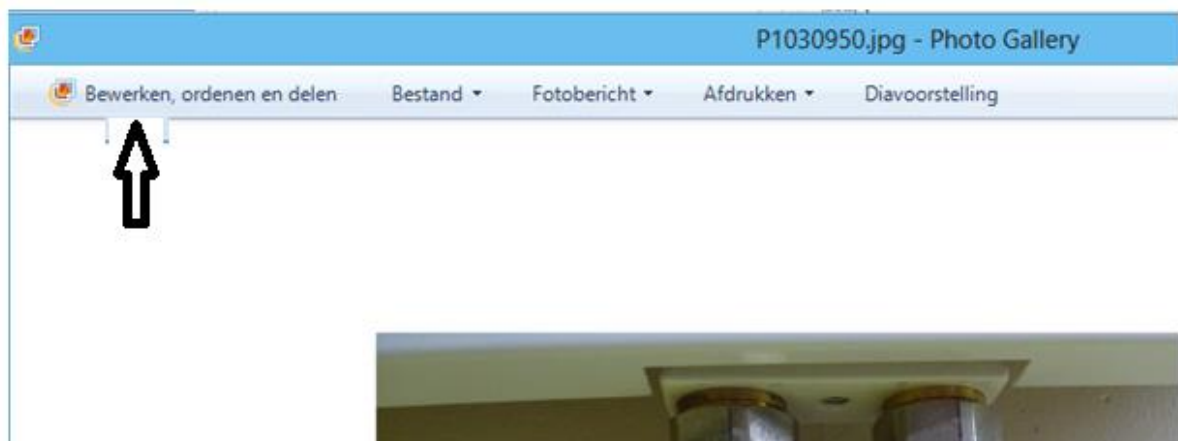 P1030950.jpg - Photo Gallery
Bewerken, ordenen en delen Bestand Fotobericht Afdrukken Diavoorstelling